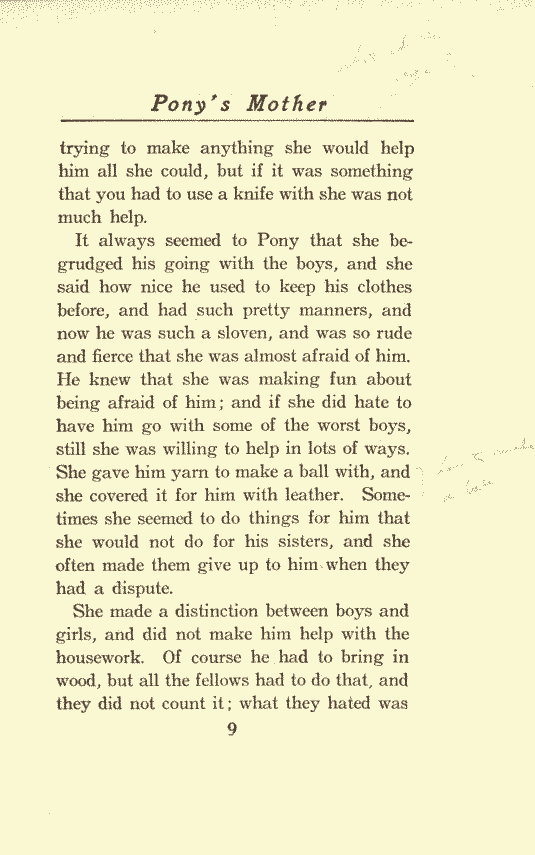 Pony's Mother
trying to make anything she would help
him all she could, but if it was something
that you had to use a knife with she was not
much help.
It always seemed to Pony that she be-
grudged his going with the boys, and she
said how nice he used to keep his clothes
before, and had such pretty manners, and
now he was such a sloven, and was so rude
and fierce that she was almost afraid of him.
He knew that she was making fun about
being afraid of him; and if she did hate to
have him go with some of the worst boys,
still she was willing to help in lots of ways.
She gave him yarn to make a ball with, and
she covered it for him with leather. Some-
times she seemed to do things for him that
she would not do for his sisters, and she
often made them give up to him when they
had a dispute.
She made a distinction between boys and
girls, and did not make him help with the
housework. Of course he had to bring in
wood, but all the fellows had to do that, and
they did not count it; what they hated was
9